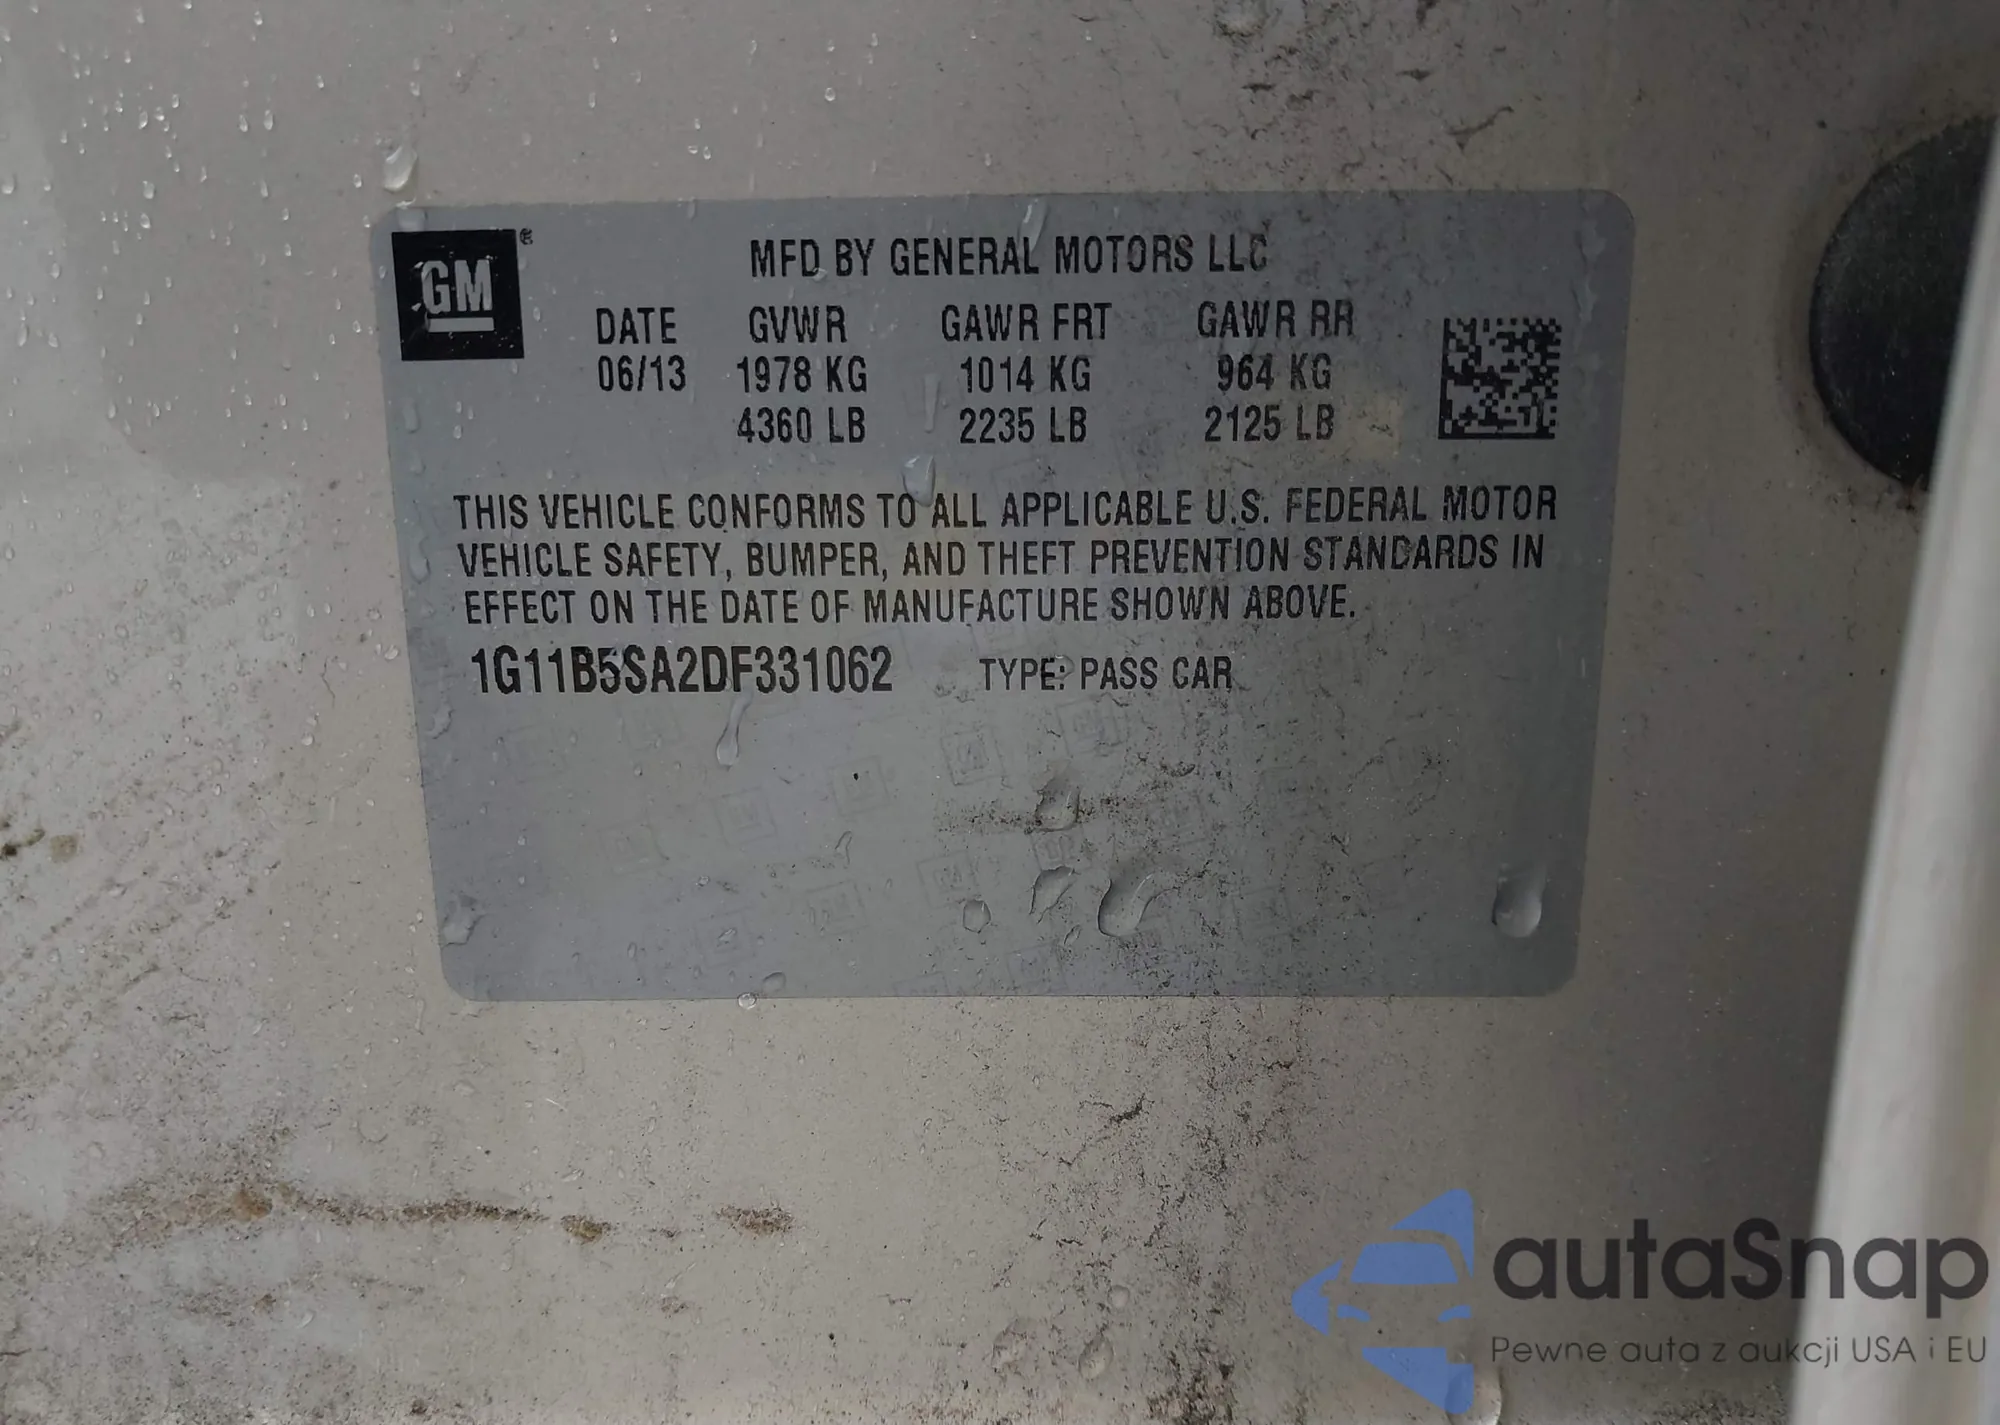 GM ®
MFD BY GENERAL MOTORS LLC
DATE GVWR GAWR FRT GAWR RR
06/13 1978 KG 1014 KG 964 KG
4360 LB 2235 LB 2125 LB
THIS VEHICLE CONFORMS TO ALL APPLICABLE U.S. FEDERAL MOTOR
VEHICLE SAFETY, BUMPER, AND THEFT PREVENTION STANDARDS IN
EFFECT ON THE DATE OF MANUFACTURE SHOWN ABOVE.
1G11B5SA2DF331062 TYPE: PASS CAR
autaSnap
Pewne auta z aukcji USA i EU